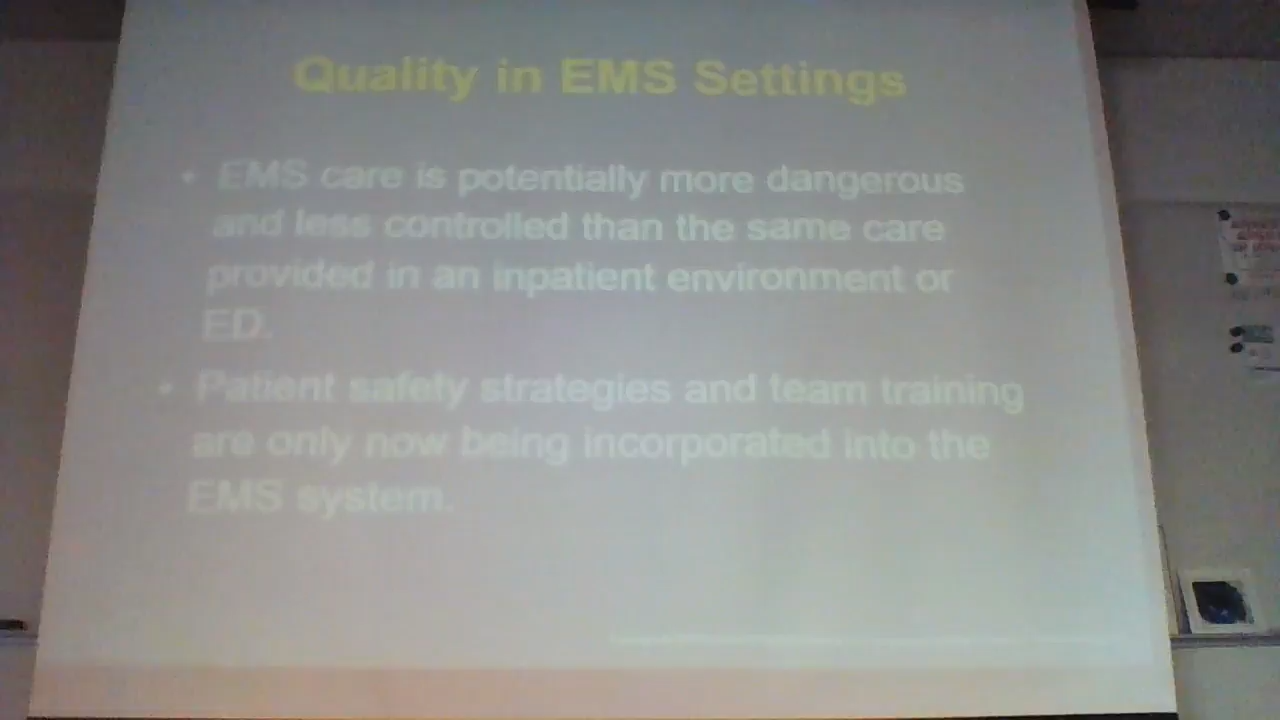 Quality in EMS Settings
• EMS care is potentially more dangerous
and less controlled than the same care
provided in an inpatient environment or
ED.
• Patient safety strategies and team training
are only now being incorporated into the
EMS system.